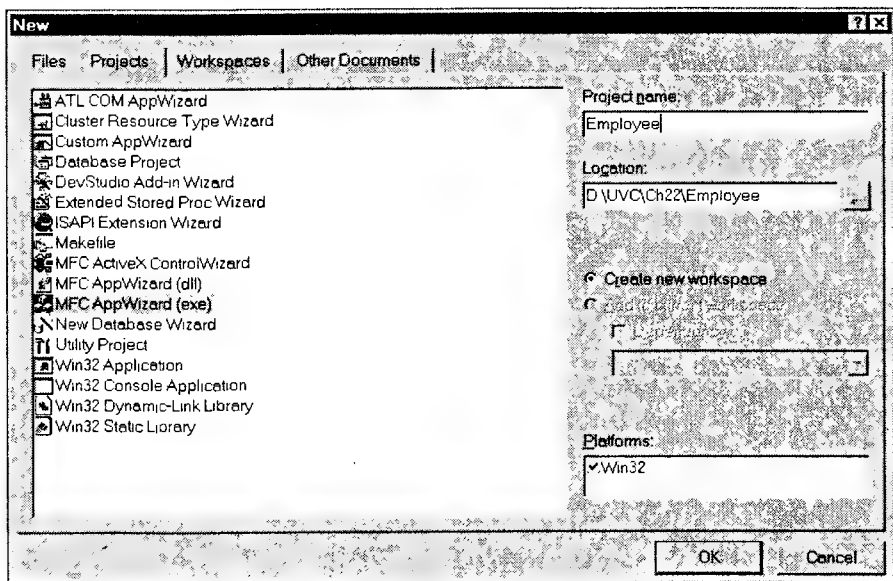 New
Files Projects Workspaces Other Documents
ATL COM AppWizard
Cluster Resource Type Wizard
Custom AppWizard
Database Project
DevStudio Add-in Wizard
Extended Stored Proc Wizard
ISAPI Extension Wizard
Makefile
MFC ActiveX ControlWizard
MFC AppWizard (dll)
MFC AppWizard (exe)
New Database Wizard
Utility Project
Win32 Application
Win32 Console Application
Win32 Dynamic-Link Library
Win32 Static Library
Project name:
Employee
Location:
D:\UVC\Ch22\Employee
...
Create new workspace
Platforms:
Win32
OK Cancel